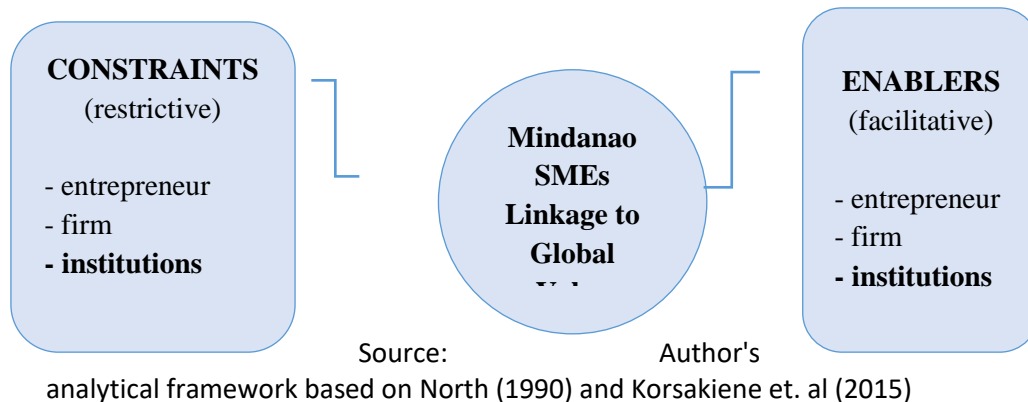 CONSTRAINTS
(restrictive)
- entrepreneur
- firm
- institutions
Mindanao
SMEs
Linkage to
Global
ENABLERS
(facilitative)
- entrepreneur
- firm
- institutions
Source: Author's
analytical framework based on North (1990) and Korsakiene et. al (2015)